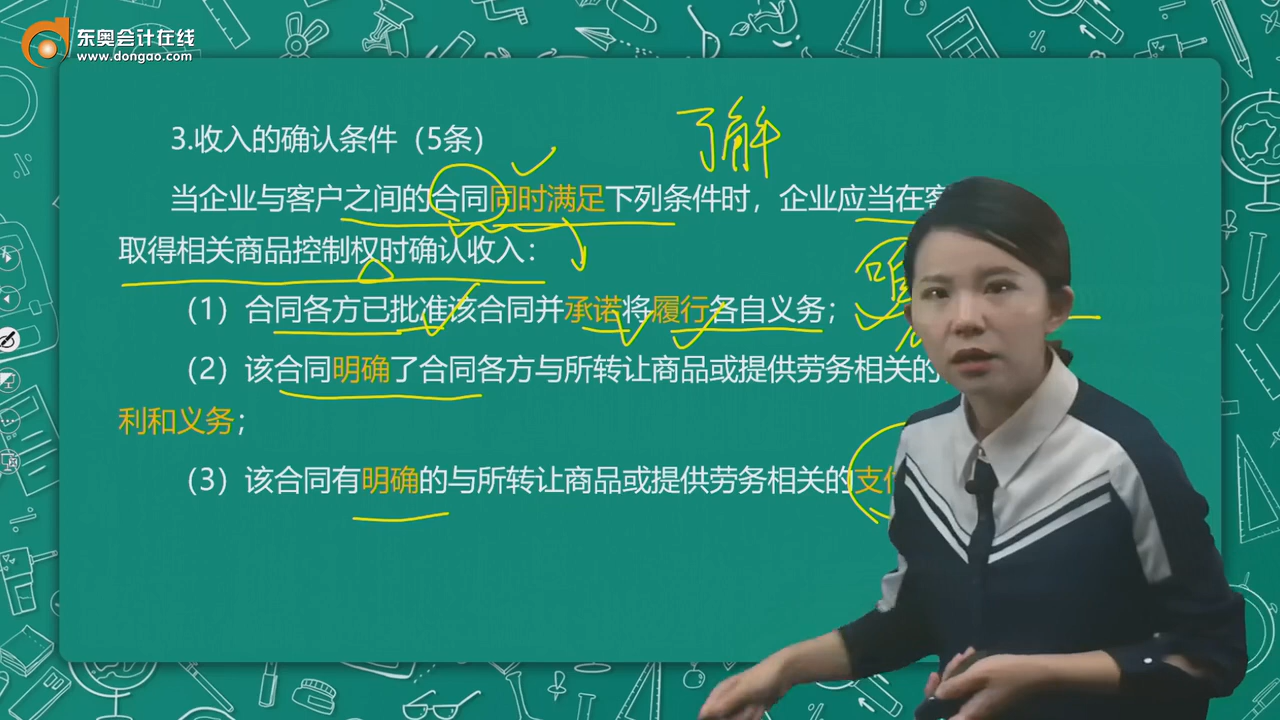 东奥会计在线
www.dongao.com
3.收入的确认条件（5条）
了解
当企业与客户之间的合同同时满足下列条件时，企业应当在客
取得相关商品控制权时确认收入：
（1）合同各方已批准该合同并承诺将履行各自义务；
（2）该合同明确了合同各方与所转让商品或提供劳务相关的
利和义务；
（3）该合同有明确的与所转让商品或提供劳务相关的支付